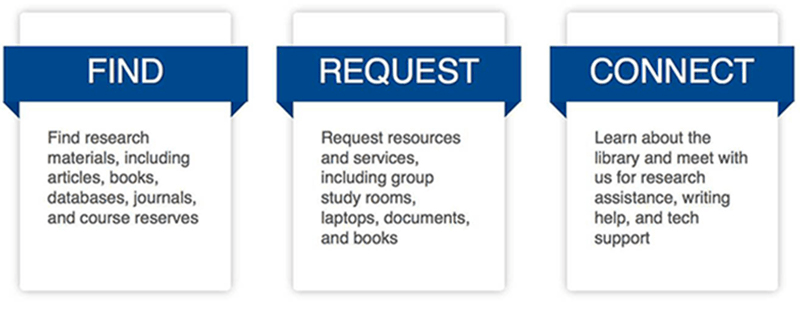 FIND
Find research
materials, including
articles, books,
databases, journals,
and course reserves
REQUEST
Request resources
and services,
including group
study rooms,
laptops, documents,
and books
CONNECT
Learn about the
library and meet with
us for research
assistance, writing
help, and tech
support